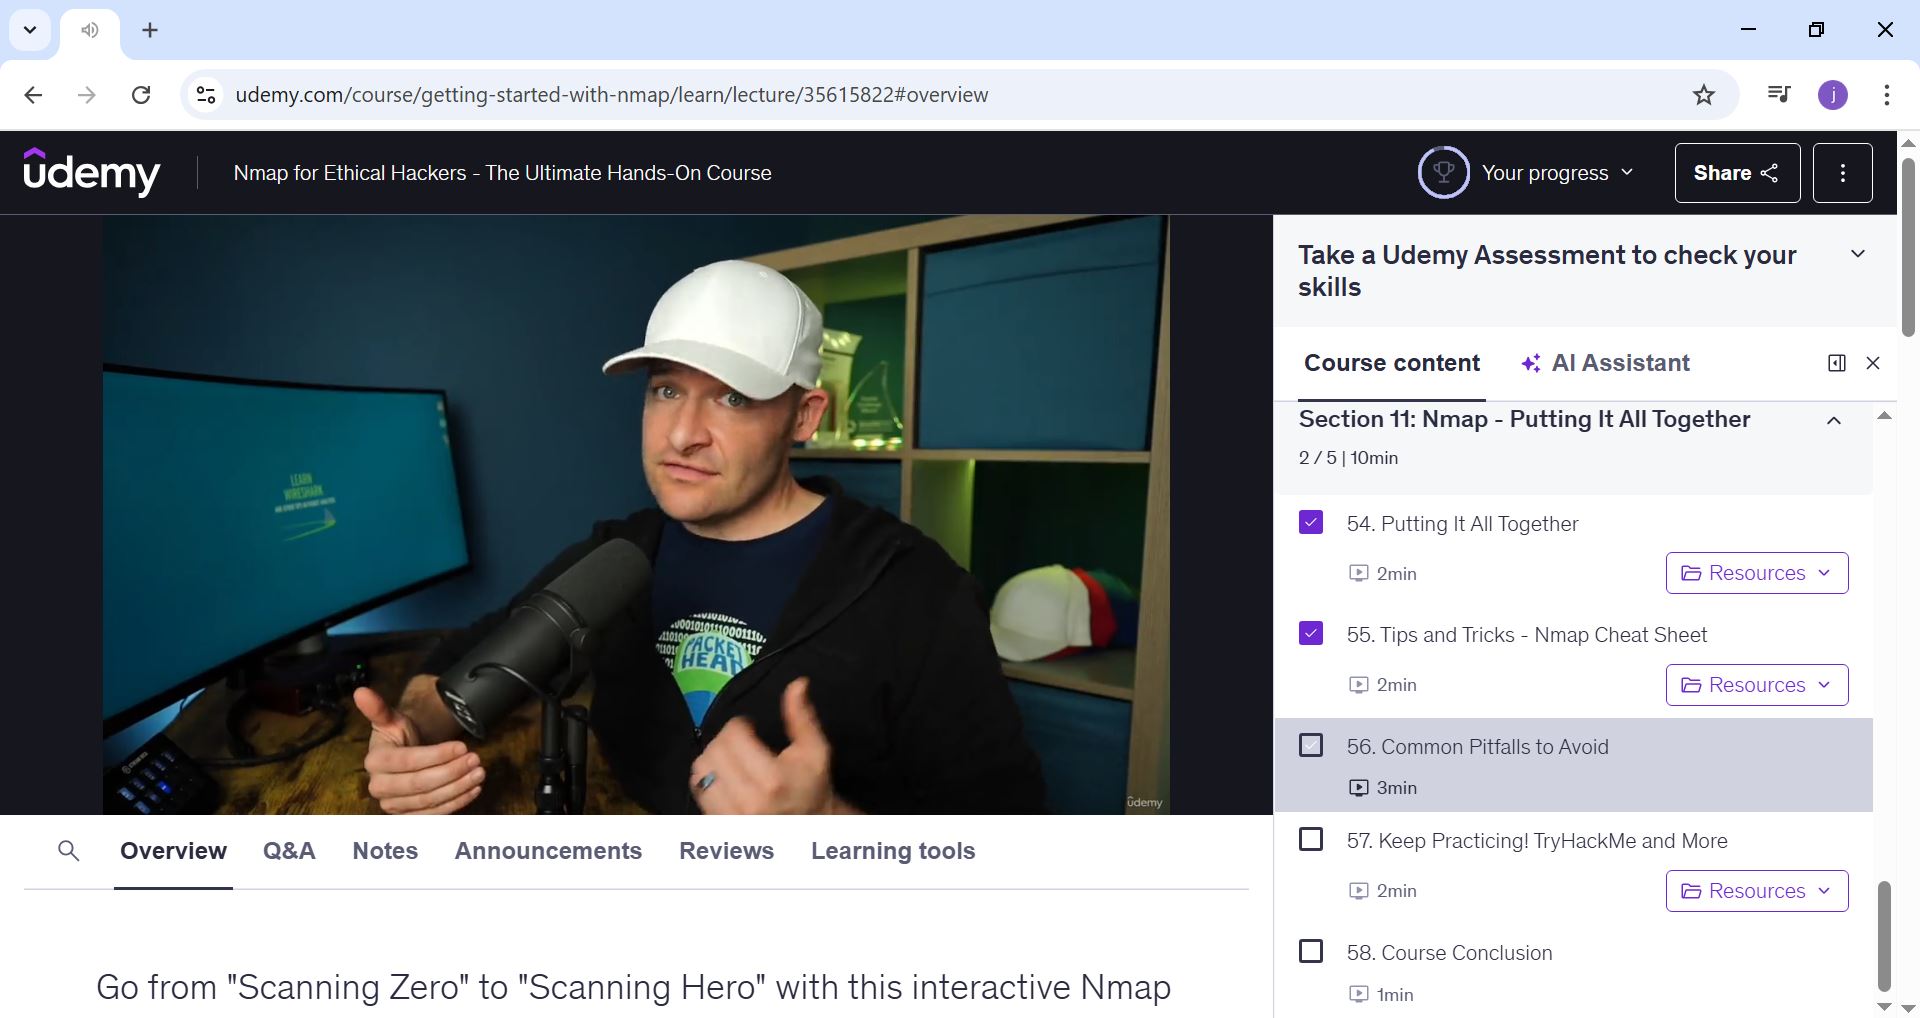 udemy.com/course/getting-started-with-nmap/learn/lecture/35615822#overview
j
udemy
Nmap for Ethical Hackers - The Ultimate Hands-On Course
Your progress
Share
Take a Udemy Assessment to check your
skills
Course content
AI Assistant
Section 11: Nmap - Putting It All Together
2 / 5 | 10min
54. Putting It All Together
2min
Resources
55. Tips and Tricks - Nmap Cheat Sheet
2min
Resources
56. Common Pitfalls to Avoid
3min
57. Keep Practicing! TryHackMe and More
2min
Resources
58. Course Conclusion
1min
LEARN
WIRESHARK
PACKET
HEAD
udemy
Overview
Q&A
Notes
Announcements
Reviews
Learning tools
Go from "Scanning Zero" to "Scanning Hero" with this interactive Nmap